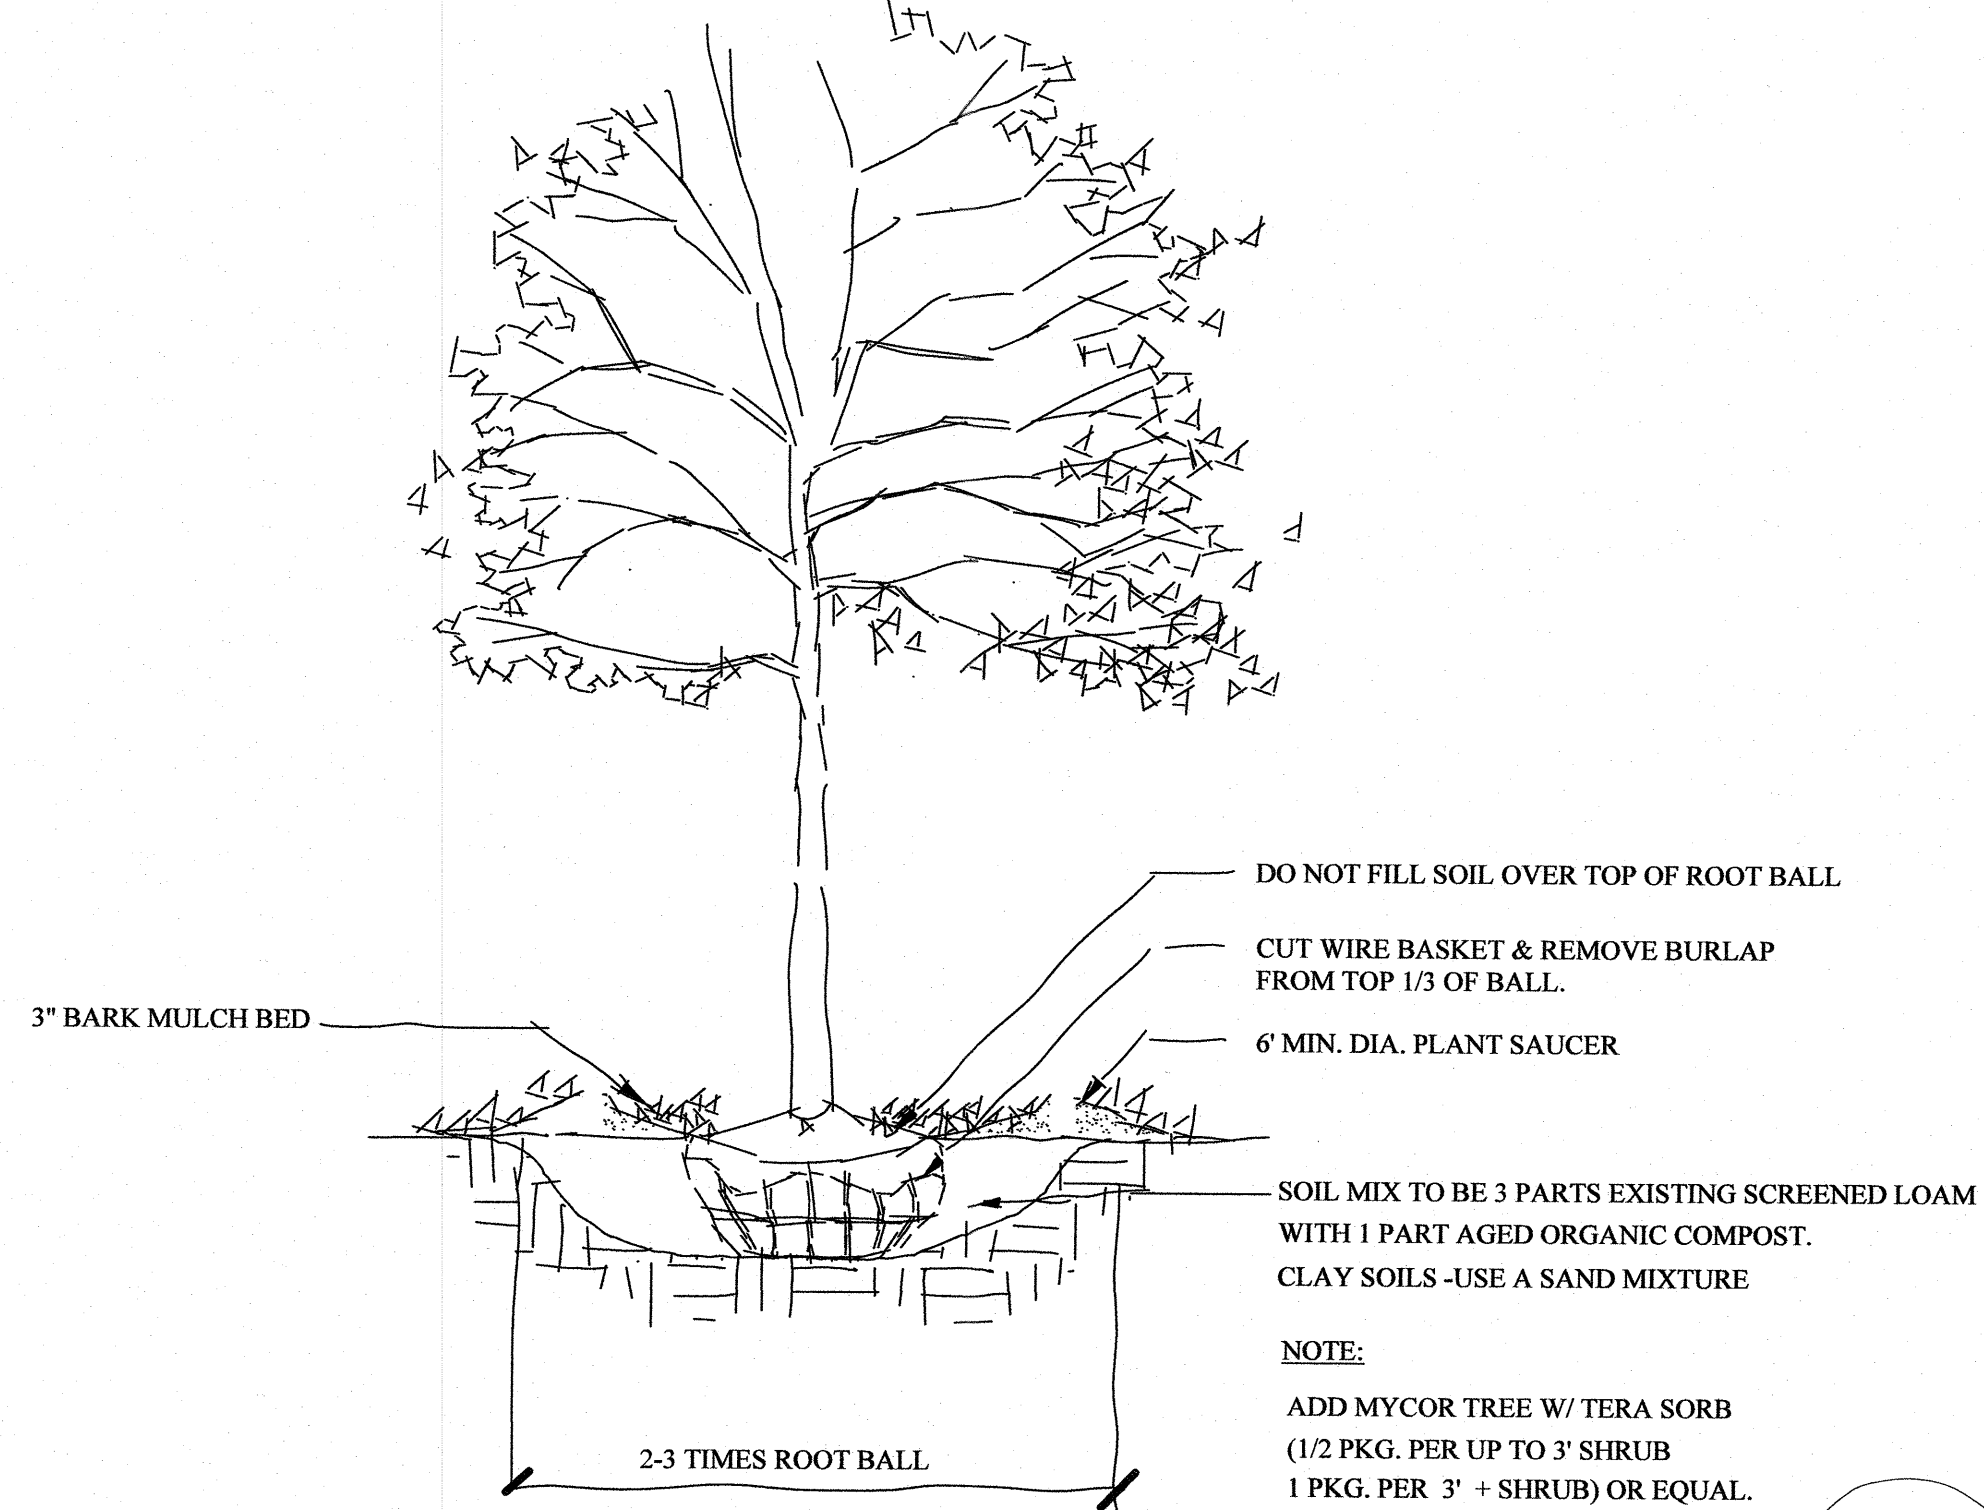 DO NOT FILL SOIL OVER TOP OF ROOT BALL
CUT WIRE BASKET & REMOVE BURLAP
FROM TOP 1/3 OF BALL.
3" BARK MULCH BED
6' MIN. DIA. PLANT SAUCER
SOIL MIX TO BE 3 PARTS EXISTING SCREENED LOAM
WITH 1 PART AGED ORGANIC COMPOST.
CLAY SOILS -USE A SAND MIXTURE
NOTE:
ADD MYCOR TREE W/ TERA SORB
(1/2 PKG. PER UP TO 3' SHRUB
1 PKG. PER 3' + SHRUB) OR EQUAL.
2-3 TIMES ROOT BALL